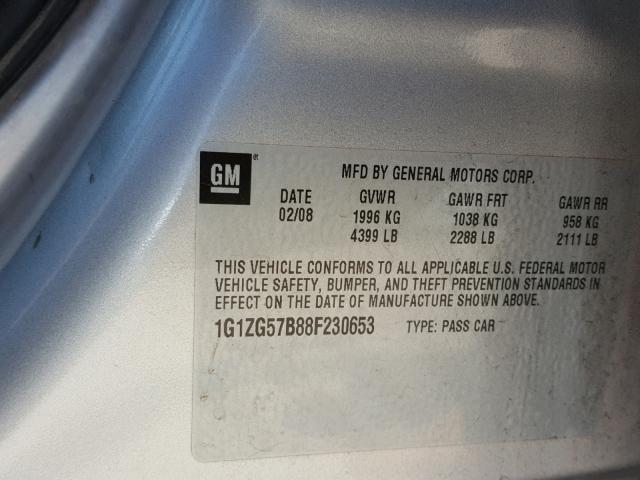 GM®
MFD BY GENERAL MOTORS CORP.
DATE GVWR GAWR FRT GAWR RR
02/08 1996 KG 1038 KG 958 KG
4399 LB 2288 LB 2111 LB
THIS VEHICLE CONFORMS TO ALL APPLICABLE U.S. FEDERAL MOTOR
VEHICLE SAFETY, BUMPER, AND THEFT PREVENTION STANDARDS IN
EFFECT ON THE DATE OF MANUFACTURE SHOWN ABOVE.
1G1ZG57B88F230653 TYPE: PASS CAR